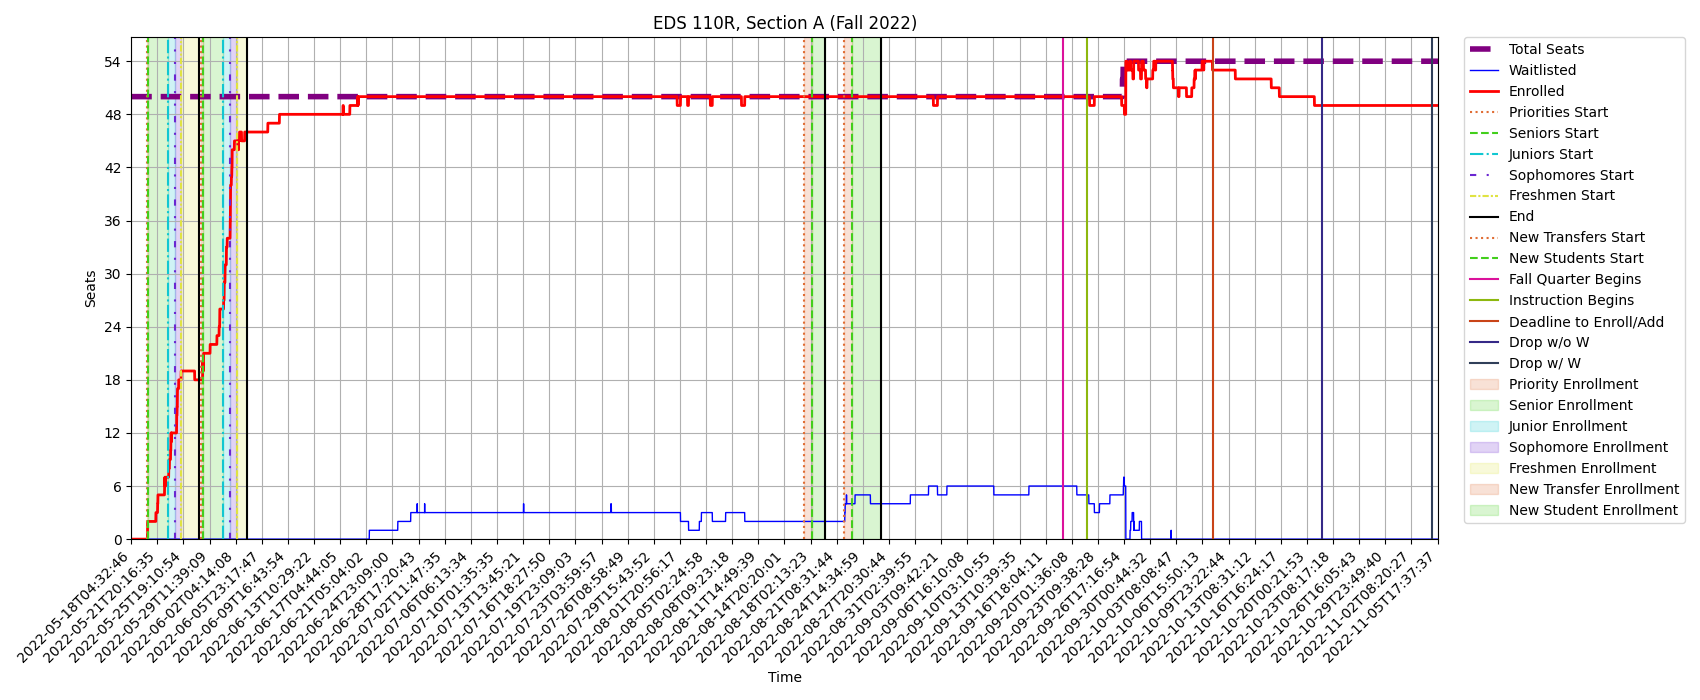 EDS 110R, Section A (Fall 2022)
Seats
54
48
42
36
30
24
18
12
6
0
2022-05-18T04:32:46
2022-05-21T20:16:35
2022-05-25T19:10:54
2022-05-29T11:39:09
2022-06-02T04:14:08
2022-06-05T23:17:47
2022-06-09T16:43:54
2022-06-13T10:29:22
2022-06-17T04:44:05
2022-06-21T05:04:02
2022-06-24T23:09:00
2022-06-28T17:20:43
2022-07-02T11:47:35
2022-07-06T06:13:34
2022-07-10T01:35:35
2022-07-13T13:45:21
2022-07-16T18:27:50
2022-07-19T23:09:03
2022-07-23T03:59:57
2022-07-26T08:58:49
2022-07-29T15:43:52
2022-08-01T20:56:17
2022-08-05T02:24:58
2022-08-08T09:23:18
2022-08-11T14:49:39
2022-08-14T20:20:01
2022-08-18T02:13:23
2022-08-21T08:31:44
2022-08-24T14:34:59
2022-08-27T20:30:44
2022-08-31T02:39:55
2022-09-03T09:42:21
2022-09-06T16:10:08
2022-09-10T03:10:55
2022-09-13T10:39:35
2022-09-16T18:04:11
2022-09-20T01:36:08
2022-09-23T09:38:28
2022-09-26T17:16:54
2022-09-30T00:44:32
2022-10-03T08:08:47
2022-10-06T15:50:13
2022-10-09T23:22:44
2022-10-13T08:31:12
2022-10-16T16:24:17
2022-10-20T00:21:53
2022-10-23T08:17:18
2022-10-26T16:05:43
2022-10-29T23:49:40
2022-11-02T08:20:27
2022-11-05T17:37:37
Time
Total Seats
Waitlisted
Enrolled
Priorities Start
Seniors Start
Juniors Start
Sophomores Start
Freshmen Start
End
New Transfers Start
New Students Start
Fall Quarter Begins
Instruction Begins
Deadline to Enroll/Add
Drop w/o W
Drop w/ W
Priority Enrollment
Senior Enrollment
Junior Enrollment
Sophomore Enrollment
Freshmen Enrollment
New Transfer Enrollment
New Student Enrollment